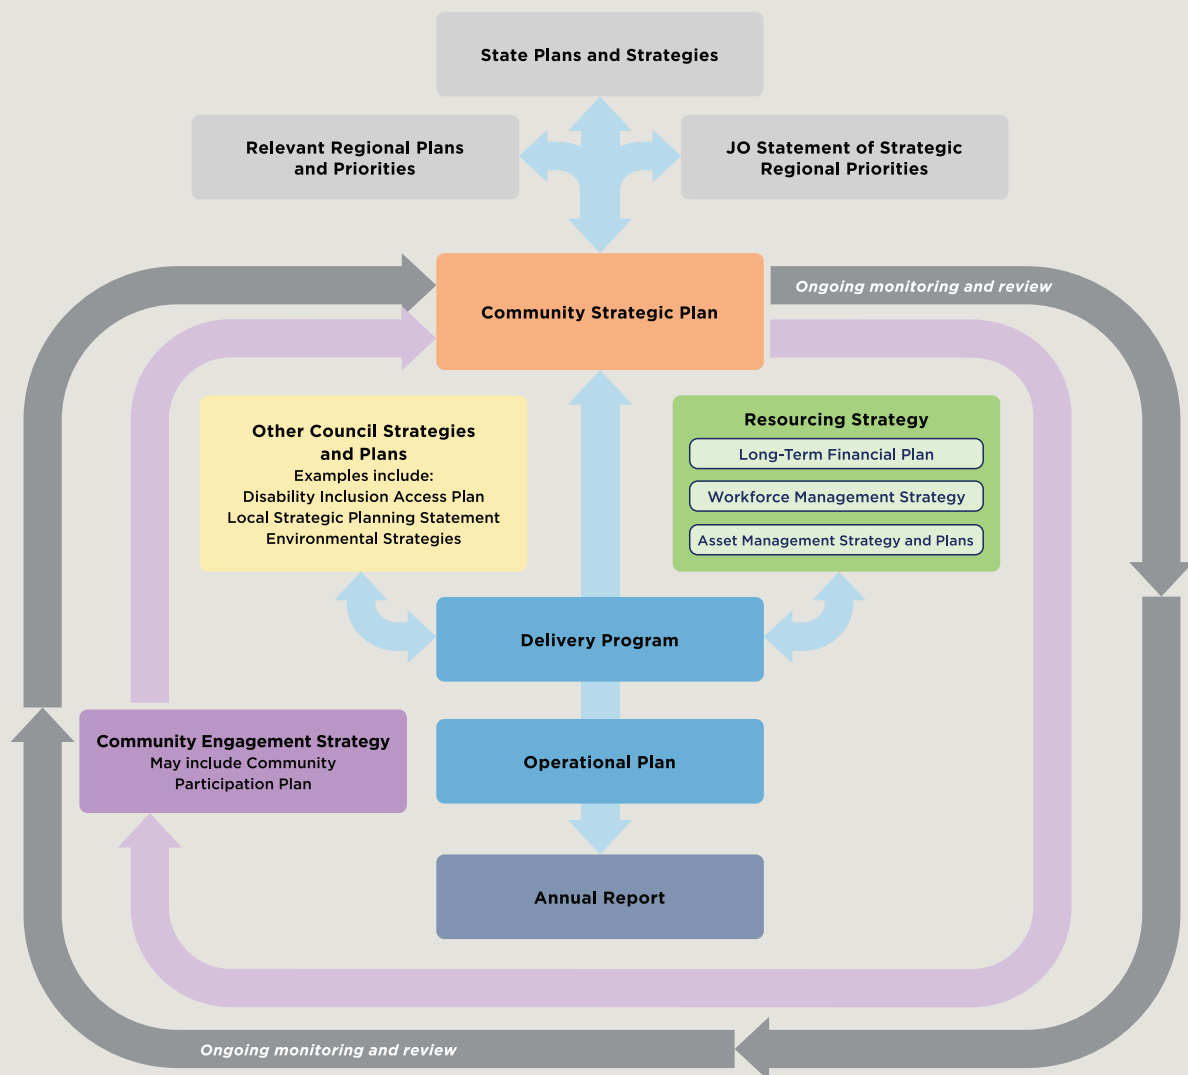 State Plans and Strategies
Relevant Regional Plans
and Priorities
JO Statement of Strategic
Regional Priorities
Community Strategic Plan
Ongoing monitoring and review
Other Council Strategies
and Plans
Examples include:
Disability Inclusion Access Plan
Local Strategic Planning Statement
Environmental Strategies
Resourcing Strategy
Long-Term Financial Plan
Workforce Management Strategy
Asset Management Strategy and Plans
Delivery Program
Community Engagement Strategy
May include Community
Participation Plan
Operational Plan
Annual Report
Ongoing monitoring and review